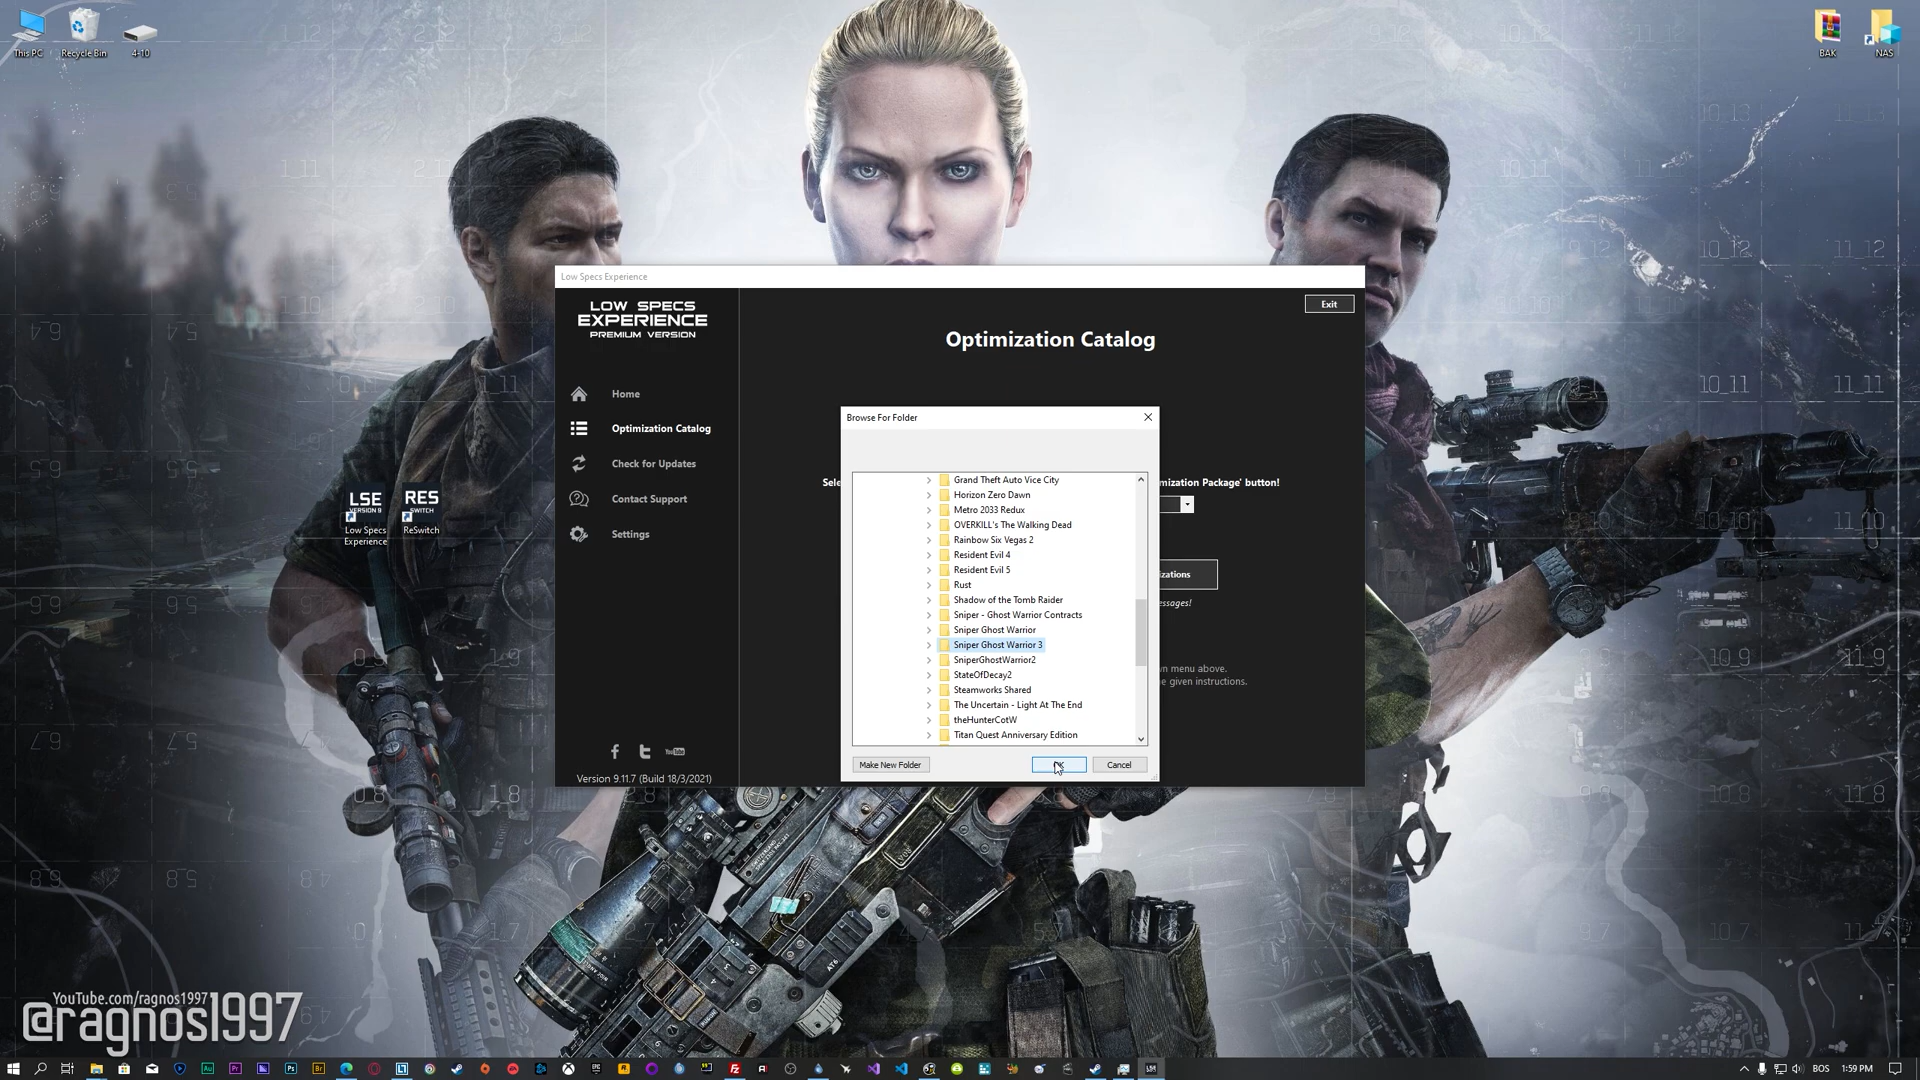 This PC
Recycle Bin
4-10
BAK
NAS
Low Specs Experience
LOW SPECS
EXPERIENCE
PREMIUM VERSION
Exit
Optimization Catalog
Home
Optimization Catalog
Check for Updates
Contact Support
Settings
Version 9.11.7 (Build 18/3/2021)
Sele
mization Package' button!
zations
essages!
n menu above.
e given instructions.
Browse For Folder
Grand Theft Auto Vice City
Horizon Zero Dawn
Metro 2033 Redux
OVERKILL's The Walking Dead
Rainbow Six Vegas 2
Resident Evil 4
Resident Evil 5
Rust
Shadow of the Tomb Raider
Sniper - Ghost Warrior Contracts
Sniper Ghost Warrior
Sniper Ghost Warrior 3
SniperGhostWarrior2
StateOfDecay2
Steamworks Shared
The Uncertain - Light At The End
theHunterCotW
Titan Quest Anniversary Edition
Make New Folder
Cancel
LSE
VERSION 9
Low Specs
Experience
RES
SWITCH
ReSwitch
YouTube.com/ragnos1997
@ragnos1997
BOS
1:59 PM